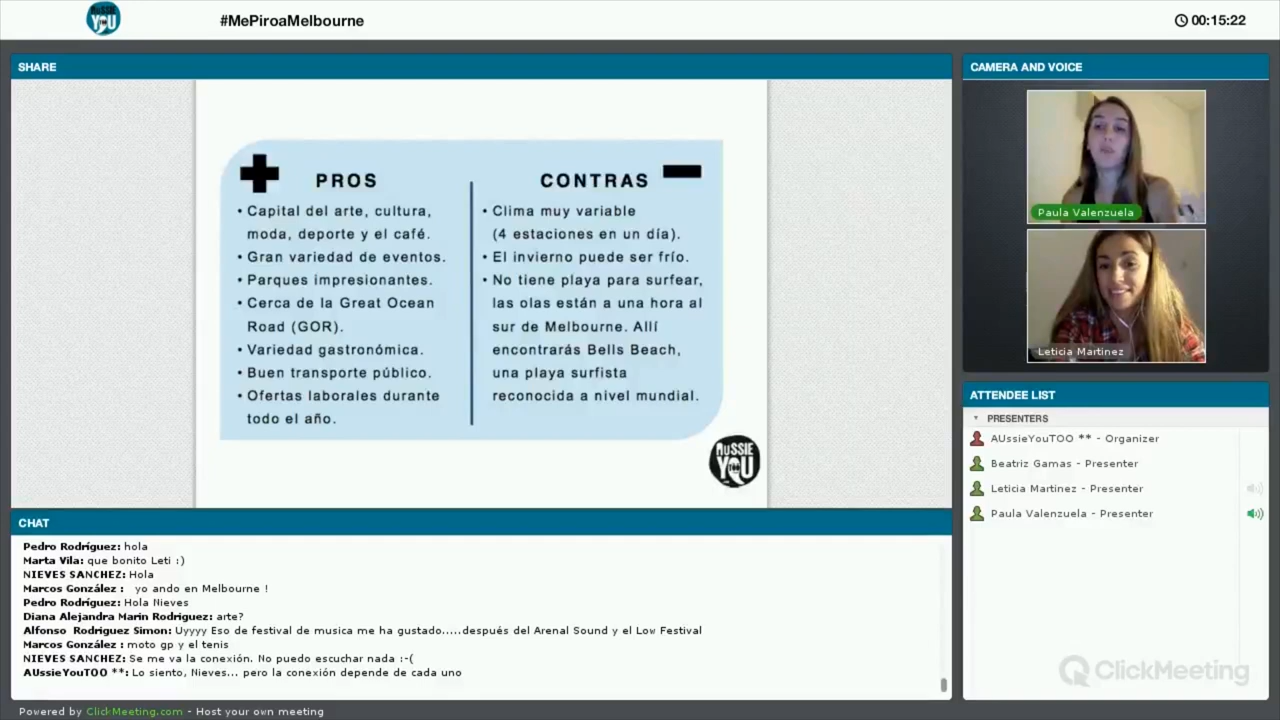 AUSSIE
YOU
TOO
#MePiroaMelbourne
00:15:22
SHARE
PROS
• Capital del arte, cultura,
moda, deporte y el café.
• Gran variedad de eventos.
• Parques impresionantes.
• Cerca de la Great Ocean
Road (GOR).
• Variedad gastronómica.
• Buen transporte público.
• Ofertas laborales durante
todo el año.
CONTRAS
• Clima muy variable
(4 estaciones en un día).
• El invierno puede ser frío.
• No tiene playa para surfear,
las olas están a una hora al
sur de Melbourne. Allí
encontrarás Bells Beach,
una playa surfista
reconocida a nivel mundial.
AUSSIE
YOU
TOO
CAMERA AND VOICE
Paula Valenzuela
Leticia Martinez
ATTENDEE LIST
PRESENTERS
AUssieYouTOO ** - Organizer
Beatriz Gamas - Presenter
Leticia Martinez - Presenter
Paula Valenzuela - Presenter
CHAT
Pedro Rodríguez: hola
Marta Vila: que bonito Leti :)
NIEVES SANCHEZ: Hola
Marcos González : yo ando en Melbourne !
Pedro Rodríguez: Hola Nieves
Diana Alejandra Marin Rodriguez: arte?
Alfonso Rodriguez Simon: Uyyyy Eso de festival de musica me ha gustado.....después del Arenal Sound y el Low Festival
Marcos González : moto gp y el tenis
NIEVES SANCHEZ: Se me va la conexión. No puedo escuchar nada :-(
AUssieYouTOO **: Lo siento, Nieves... pero la conexión depende de cada uno
ClickMeeting
Powered by ClickMeeting.com - Host your own meeting